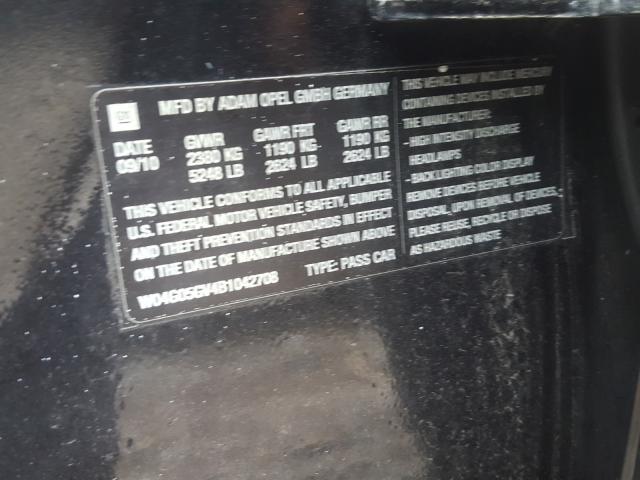 GM MFD BY ADAM OPEL GMBH GERMANY
DATE GVWR GAWR FRT GAWR RR
09/10 2380 KG 1190 KG 1190 KG
5248 LB 2624 LB 2624 LB
THIS VEHICLE CONFORMS TO ALL APPLICABLE
U.S. FEDERAL MOTOR VEHICLE SAFETY, BUMPER
AND THEFT PREVENTION STANDARDS IN EFFECT
ON THE DATE OF MANUFACTURE SHOWN ABOVE
W04G05GV4B1042708 TYPE: PASS CAR
THIS VEHICLE MAY INCLUDE MERCURY
CONTAINING DEVICES INSTALLED BY
THE MANUFACTURER:
- HIGH INTENSITY DISCHARGE
HEADLAMPS
- BACKLIGHTING COLOR DISPLAY
REMOVE DEVICES BEFORE VEHICLE
DISPOSAL, UPON REMOVAL OF DEVICES,
PLEASE REUSE, RECYCLE OR DISPOSE
AS HAZARDOUS WASTE